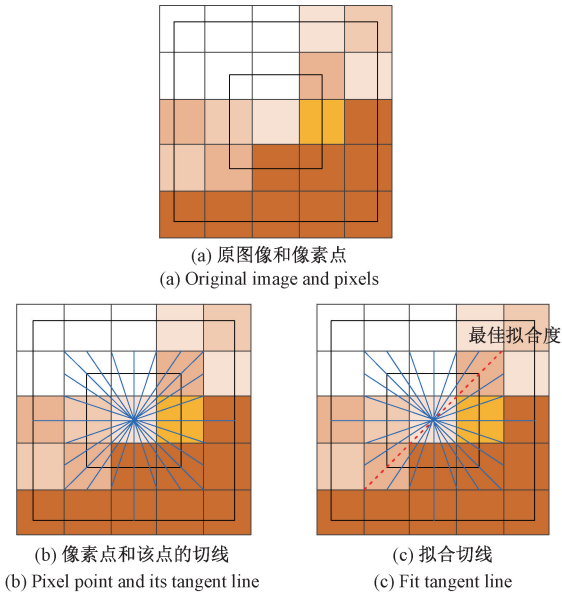 (a) 原图像和像素点
(a) Original image and pixels
最佳拟合度
(b) 像素点和该点的切线
(b) Pixel point and its tangent line
(c) 拟合切线
(c) Fit tangent line